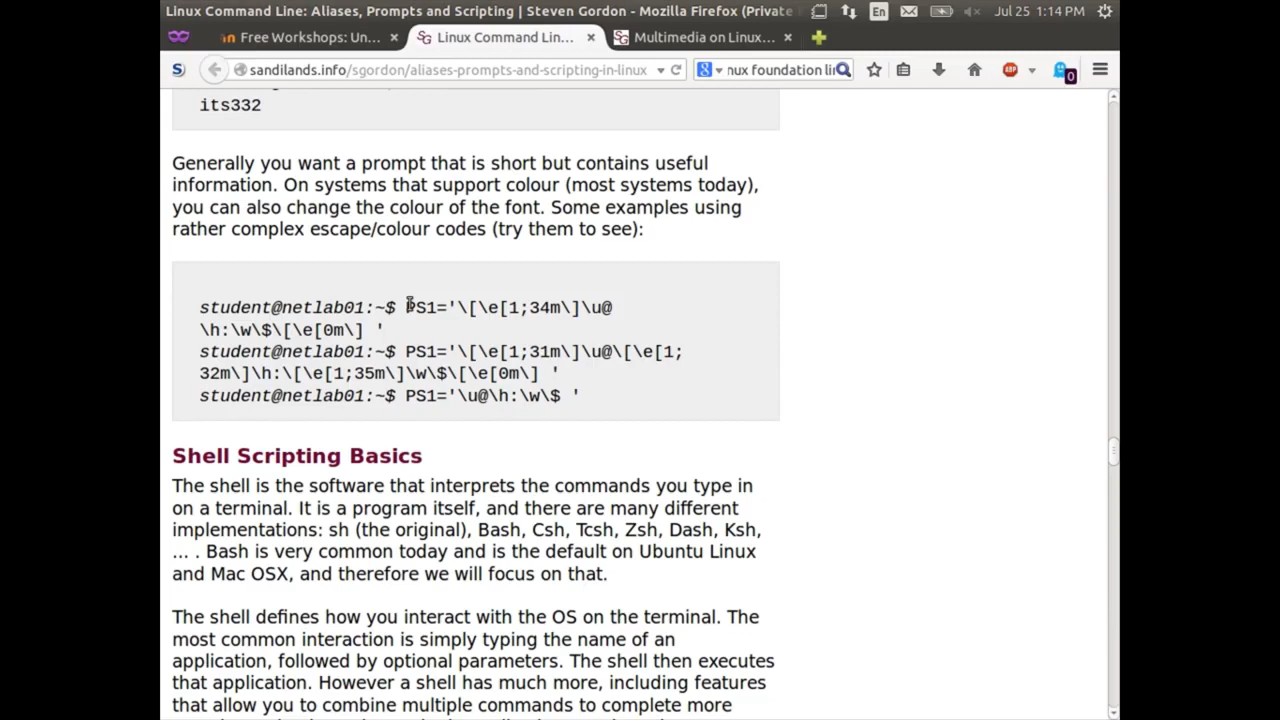 Linux Command Line: Aliases, Prompts and Scripting | Steven Gordon - Mozilla Firefox (Private
En
Jul 25 1:14 PM
Free Workshops: Un...
Linux Command Lin...
Multimedia on Linux...
sandilands.info/sgordon/aliases-prompts-and-scripting-in-linux
nux foundation lin
ABP
0
its332
Generally you want a prompt that is short but contains useful
information. On systems that support colour (most systems today),
you can also change the colour of the font. Some examples using
rather complex escape/colour codes (try them to see):
student@netlab01:~$ PS1='\[\e[1;34m\]\u@
\h:\w\$\[\e[0m\] '
student@netlab01:~$ PS1='\[\e[1;31m\]\u@\[\e[1;
32m\]\h:\[\e[1;35m\]\w\$\[\e[0m\] '
student@netlab01:~$ PS1='\u@\h:\w\$ '
Shell Scripting Basics
The shell is the software that interprets the commands you type in
on a terminal. It is a program itself, and there are many different
implementations: sh (the original), Bash, Csh, Tcsh, Zsh, Dash, Ksh,
... . Bash is very common today and is the default on Ubuntu Linux
and Mac OSX, and therefore we will focus on that.
The shell defines how you interact with the OS on the terminal. The
most common interaction is simply typing the name of an
application, followed by optional parameters. The shell then executes
that application. However a shell has much more, including features
that allow you to combine multiple commands to complete more